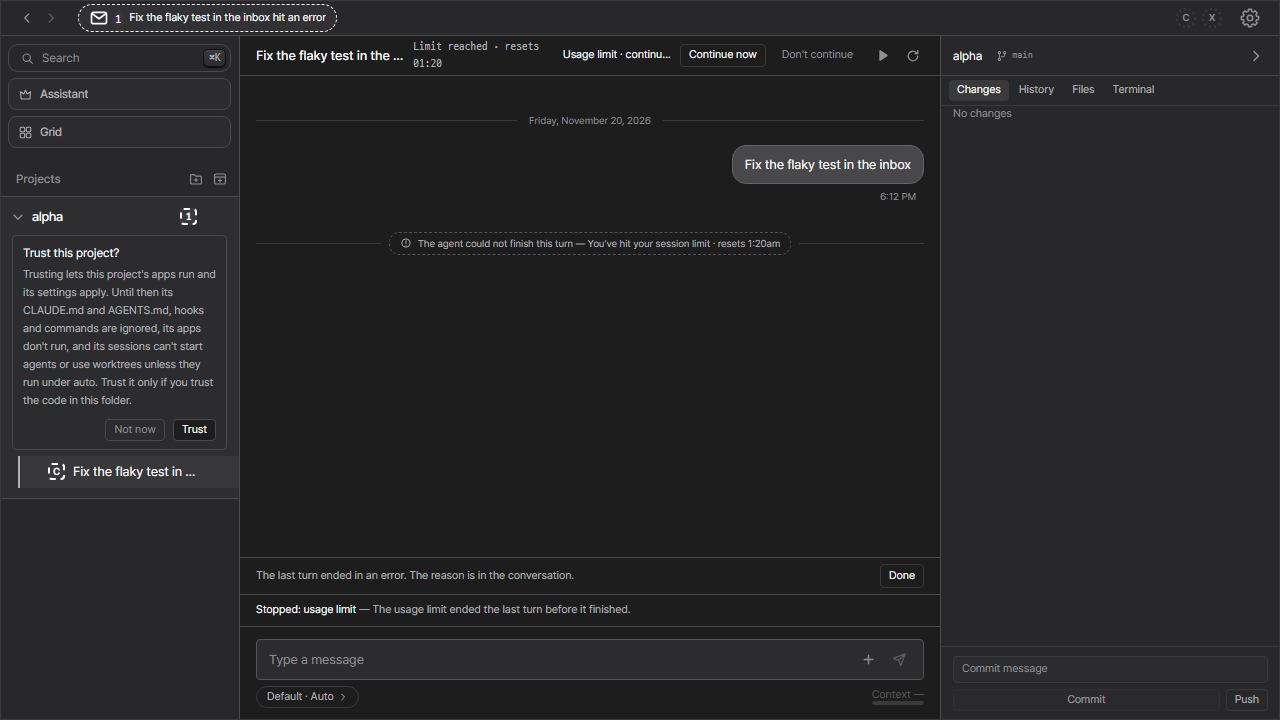 1 Fix the flaky test in the inbox hit an error
C X
Search ⌘K
Assistant
Grid
Projects
alpha 1
Trust this project?
Trusting lets this project's apps run and
its settings apply. Until then its
CLAUDE.md and AGENTS.md, hooks
and commands are ignored, its apps
don't run, and its sessions can't start
agents or use worktrees unless they
run under auto. Trust it only if you trust
the code in this folder.
Not now Trust
C Fix the flaky test in ...
Fix the flaky test in the ...
Limit reached · resets
01:20
Usage limit · continu... Continue now Don't continue
Friday, November 20, 2026
Fix the flaky test in the inbox
6:12 PM
The agent could not finish this turn — You've hit your session limit · resets 1:20am
The last turn ended in an error. The reason is in the conversation. Done
Stopped: usage limit — The usage limit ended the last turn before it finished.
Type a message
Default · Auto
Context —
alpha main
Changes History Files Terminal
No changes
Commit message
Commit Push